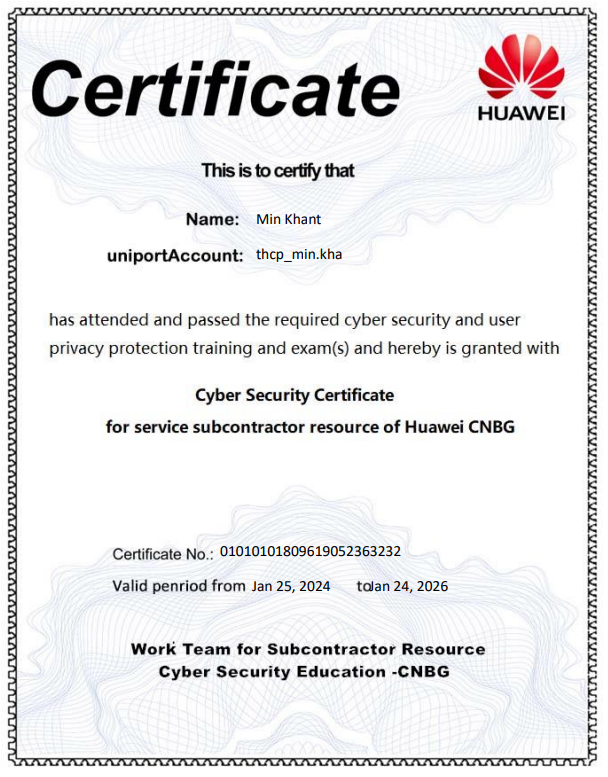 Certificate
HUAWEI
This is to certify that
Name: Min Khant
uniportAccount: thcp_min.kha
has attended and passed the required cyber security and user
privacy protection training and exam(s) and hereby is granted with
Cyber Security Certificate
for service subcontractor resource of Huawei CNBG
Certificate No.: 01010101809619052363232
Valid penriod from Jan 25, 2024 to Jan 24, 2026
Work Team for Subcontractor Resource
Cyber Security Education -CNBG